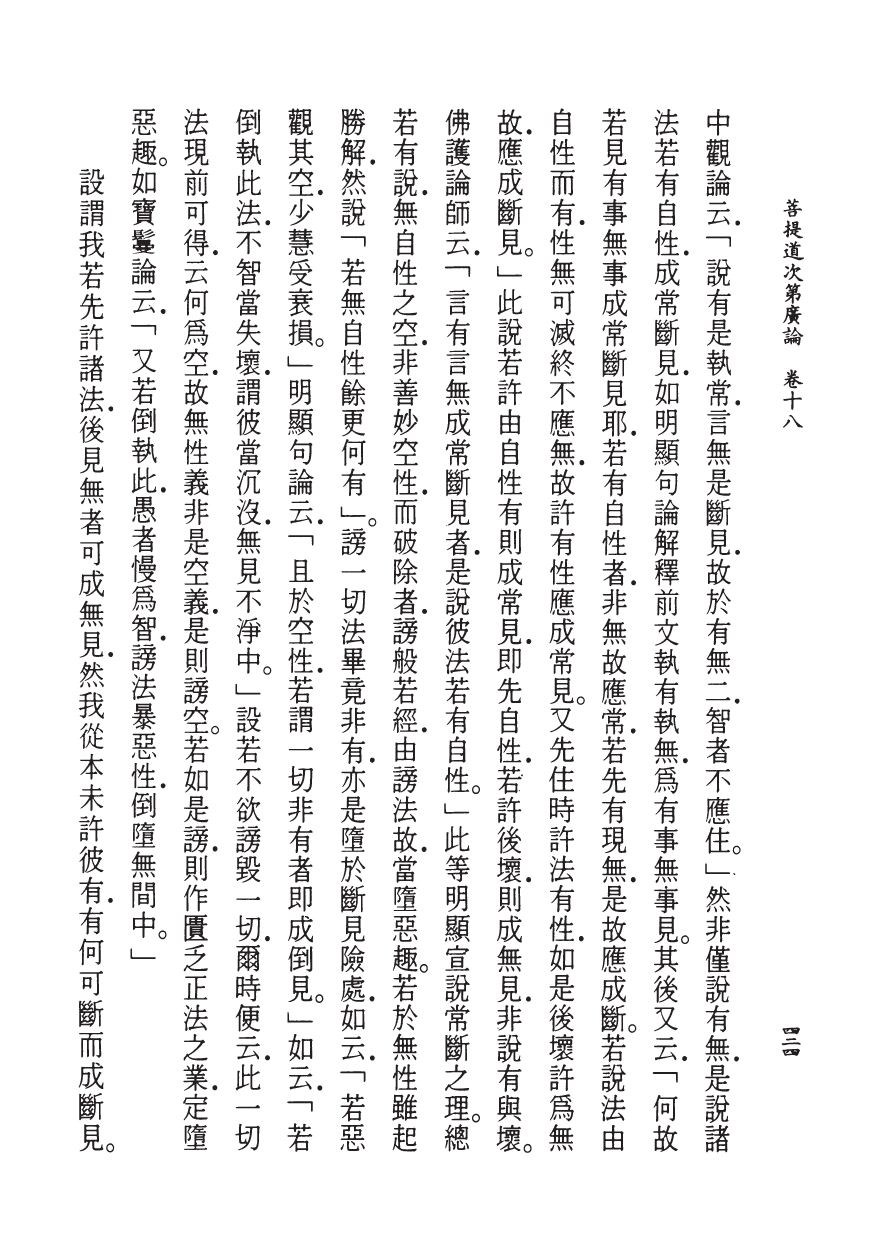 菩提道次第廣論　卷十八
四三四
中觀論云．「說有是執常．言無是斷見．故於有無二．智者不應住。」然非僅說有無．是說諸
法若有自性．成常斷見．如明顯句論解釋前文執有執無．為有事無事見。其後又云．「何故
若見有事無事成常斷見耶．若有自性者．非無故應常．若先有現無．是故應成斷。若說法由
自性而有．性無可滅終不應無．故許有性應成常見。又先住時許法有性．如是後壞許爲無
故．應成斷見。」此說若許由自性有則成常見．即先自性．若許後壞．則成無見．非說有與壞。
佛護論師云．「言有言無成常斷見者．是說彼法若有自性。」此等明顯宣說常斷之理。總
若有說．無自性之空．非善妙空性．而破除者．謗般若經．由謗法故．當墮惡趣。若於無性雖起
勝解．然說「若無自性餘更何有」。謗一切法畢竟非有．亦是墮於斷見險處．如云．「若惡
觀其空．少慧受衰損。」明顯句論云．「且於空性．若謂一切非有者即成倒見。」如云．「若
倒執此法．不智當失壞．謂彼當沉沒．無見不淨中。」設若不欲謗毀一切．爾時便云．此一切
法現前可得．云何爲空．故無性義非是空義．是則謗空。若如是謗．則作匱乏正法之業．定墮
惡趣。如寶鬘論云．「又若倒執此．愚者慢爲智．謗法暴惡性．倒墮無間中。」
設謂我若先許諸法．後見無者可成無見．然我從本未許彼有．有何可斷而成斷見。